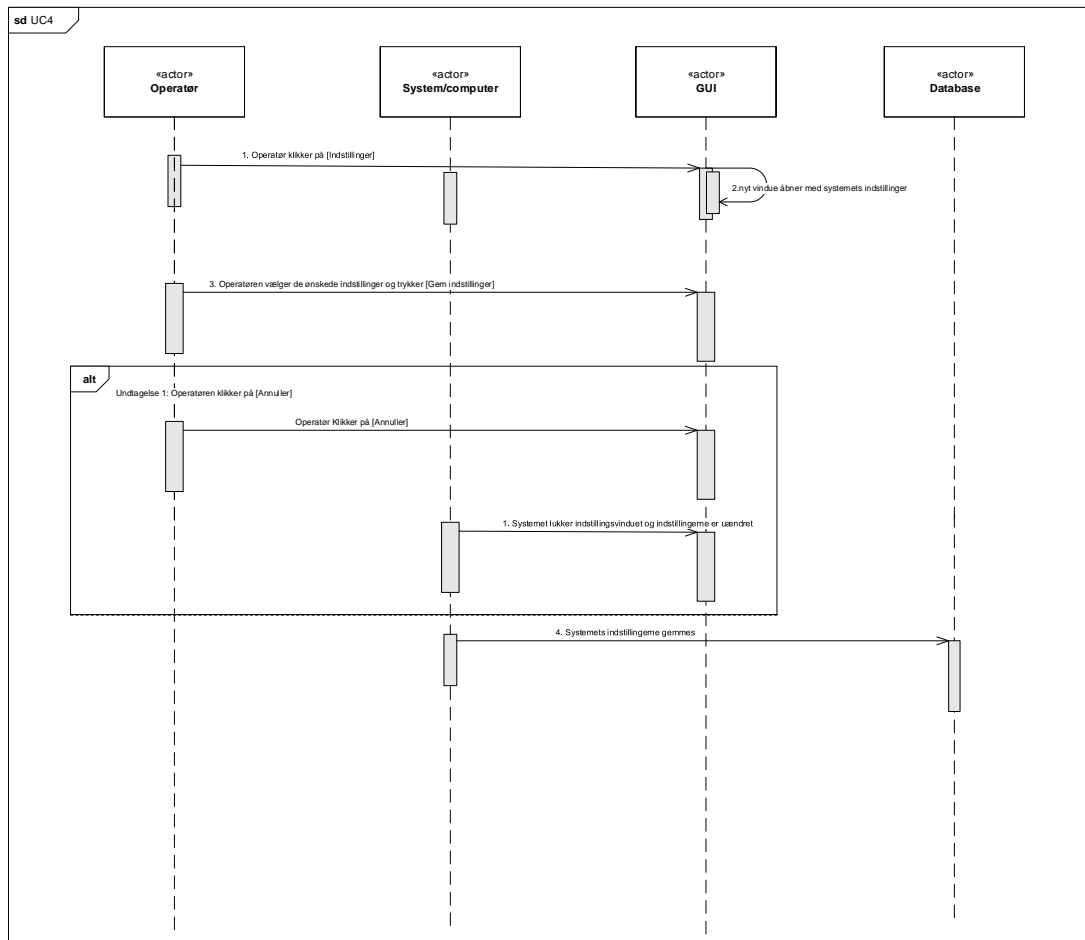 sd UC4
«actor»
Operatør
«actor»
System/computer
«actor»
GUI
«actor»
Database
1. Operatør klikker på [Indstillinger]
2.nyt vindue åbner med systemets indstillinger
3. Operatøren vælger de ønskede indstillinger og trykker [Gem indstillinger]
alt
Undtagelse 1: Operatøren klikker på [Annuller]
Operatør Klikker på [Annuller]
1. Systemet lukker indstillingsvinduet og indstillingerne er uændret
4. Systemets indstillingerne gemmes